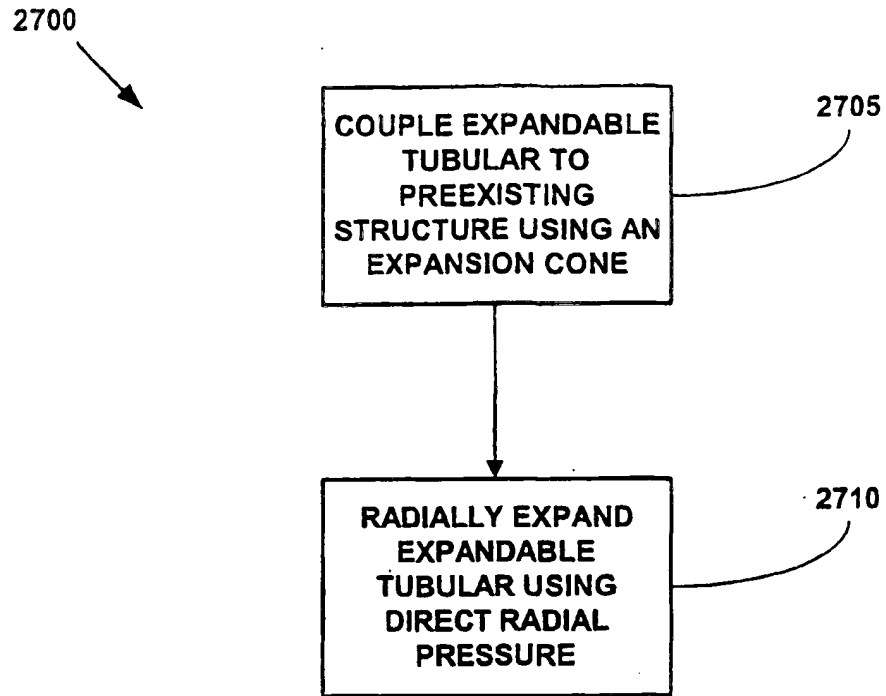 2700
COUPLE EXPANDABLE
TUBULAR TO
PREEXISTING
STRUCTURE USING AN
EXPANSION CONE
2705
RADIALLY EXPAND
EXPANDABLE
TUBULAR USING
DIRECT RADIAL
PRESSURE
2710